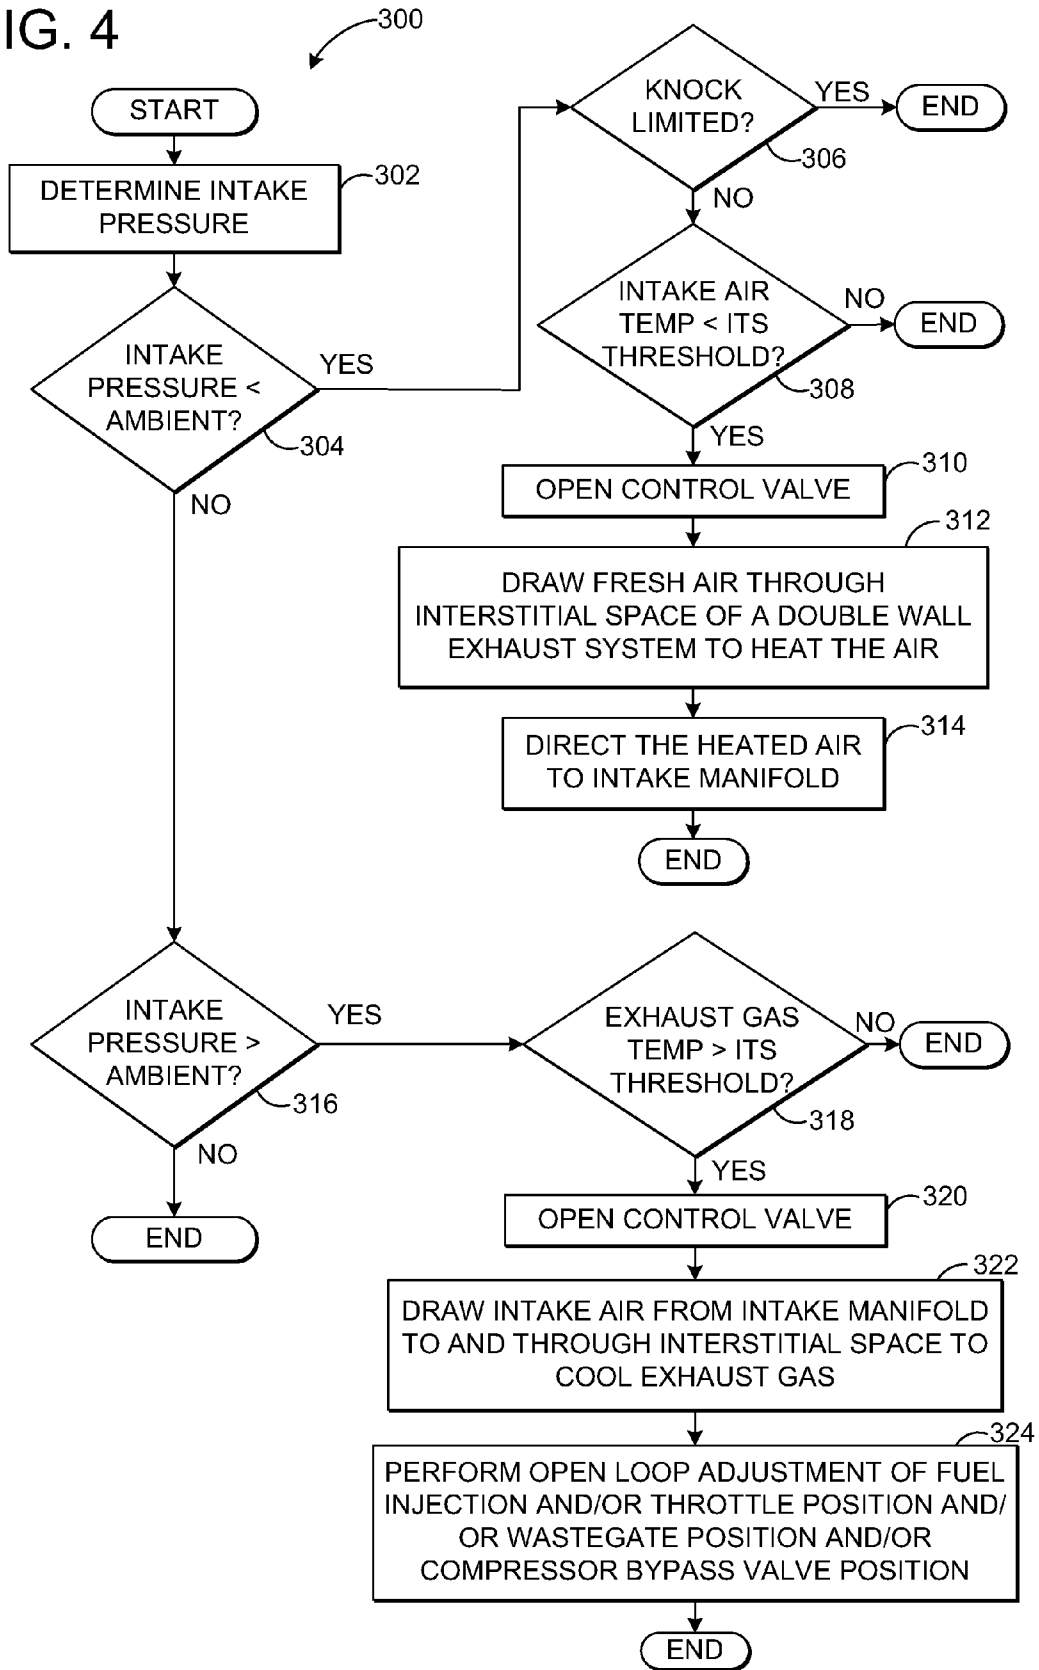 IG. 4
300
START
302
DETERMINE INTAKE
PRESSURE
INTAKE
PRESSURE <
AMBIENT?
YES
304
NO
KNOCK
LIMITED?
YES
END
306
NO
INTAKE AIR
TEMP < ITS
THRESHOLD?
NO
END
308
YES
310
OPEN CONTROL VALVE
312
DRAW FRESH AIR THROUGH
INTERSTITIAL SPACE OF A DOUBLE WALL
EXHAUST SYSTEM TO HEAT THE AIR
314
DIRECT THE HEATED AIR
TO INTAKE MANIFOLD
END
INTAKE
PRESSURE >
AMBIENT?
YES
316
NO
END
EXHAUST GAS
TEMP > ITS
THRESHOLD?
NO
END
318
YES
320
OPEN CONTROL VALVE
322
DRAW INTAKE AIR FROM INTAKE MANIFOLD
TO AND THROUGH INTERSTITIAL SPACE TO
COOL EXHAUST GAS
324
PERFORM OPEN LOOP ADJUSTMENT OF FUEL
INJECTION AND/OR THROTTLE POSITION AND/
OR WASTEGATE POSITION AND/OR
COMPRESSOR BYPASS VALVE POSITION
END